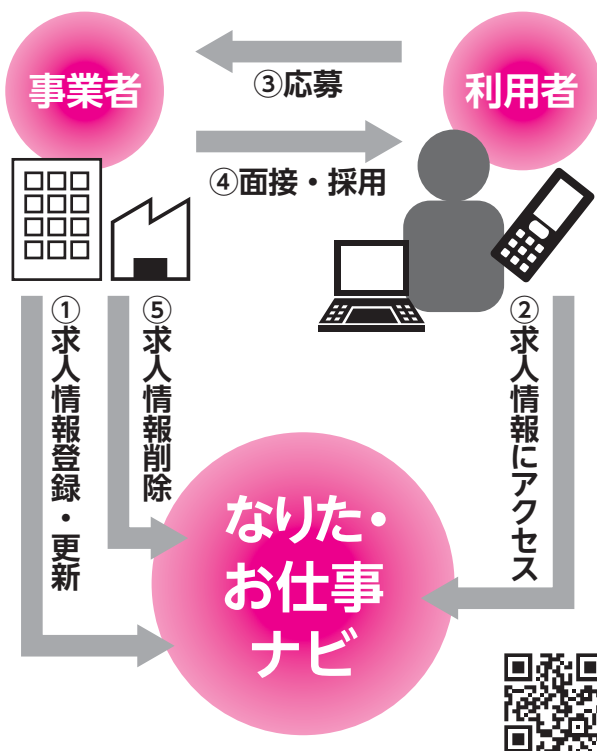 事業者
利用者
③応募
④面接・採用
①求人情報登録・更新
⑤求人情報削除
②求人情報にアクセス
なりた・
お仕事
ナビ